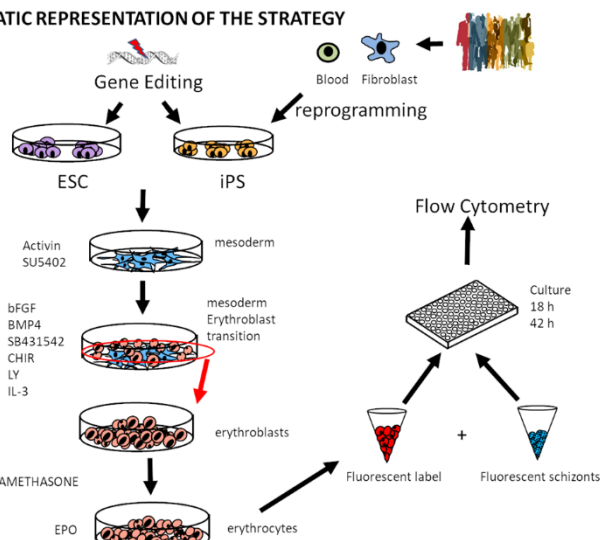 ATIC REPRESENTATION OF THE STRATEGY
Gene Editing
Blood
Fibroblast
reprogramming
ESC
iPS
Activin
SU5402
mesoderm
bFGF
BMP4
SB431542
CHIR
LY
IL-3
mesoderm
Erythroblast
transition
erythroblasts
AMETHASONE
EPO
erythrocytes
Flow Cytometry
Culture
18 h
42 h
+
Fluorescent label
Fluorescent schizonts